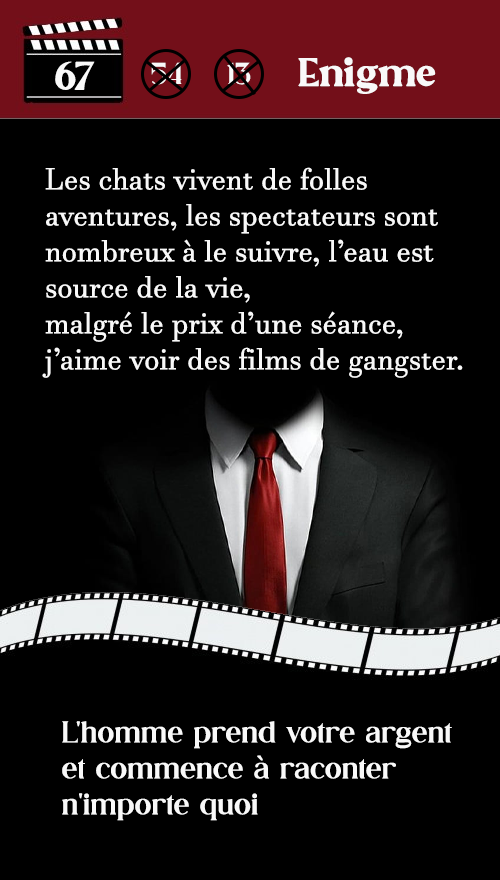 67 54 13 Enigme
Les chats vivent de folles
aventures, les spectateurs sont
nombreux à le suivre, l'eau est
source de la vie,
malgré le prix d'une séance,
j'aime voir des films de gangster.
L'homme prend votre argent
et commence à raconter
n'importe quoi